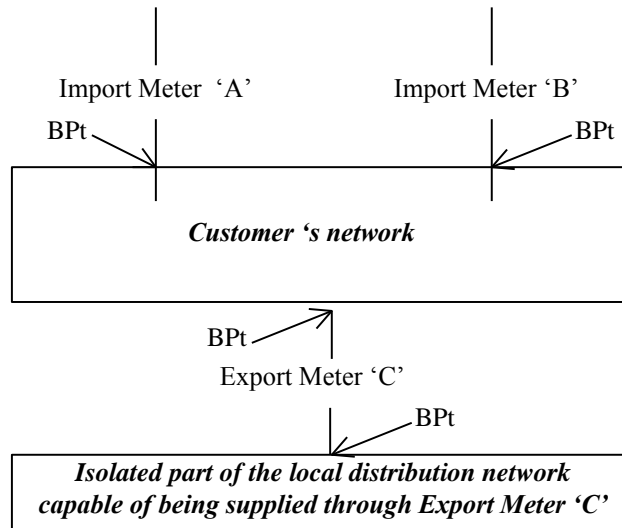 Import Meter ‘A’ Import Meter ‘B’
BPt BPt
Customer ‘s network
BPt
Export Meter ‘C’
BPt
Isolated part of the local distribution network
capable of being supplied through Export Meter ‘C’